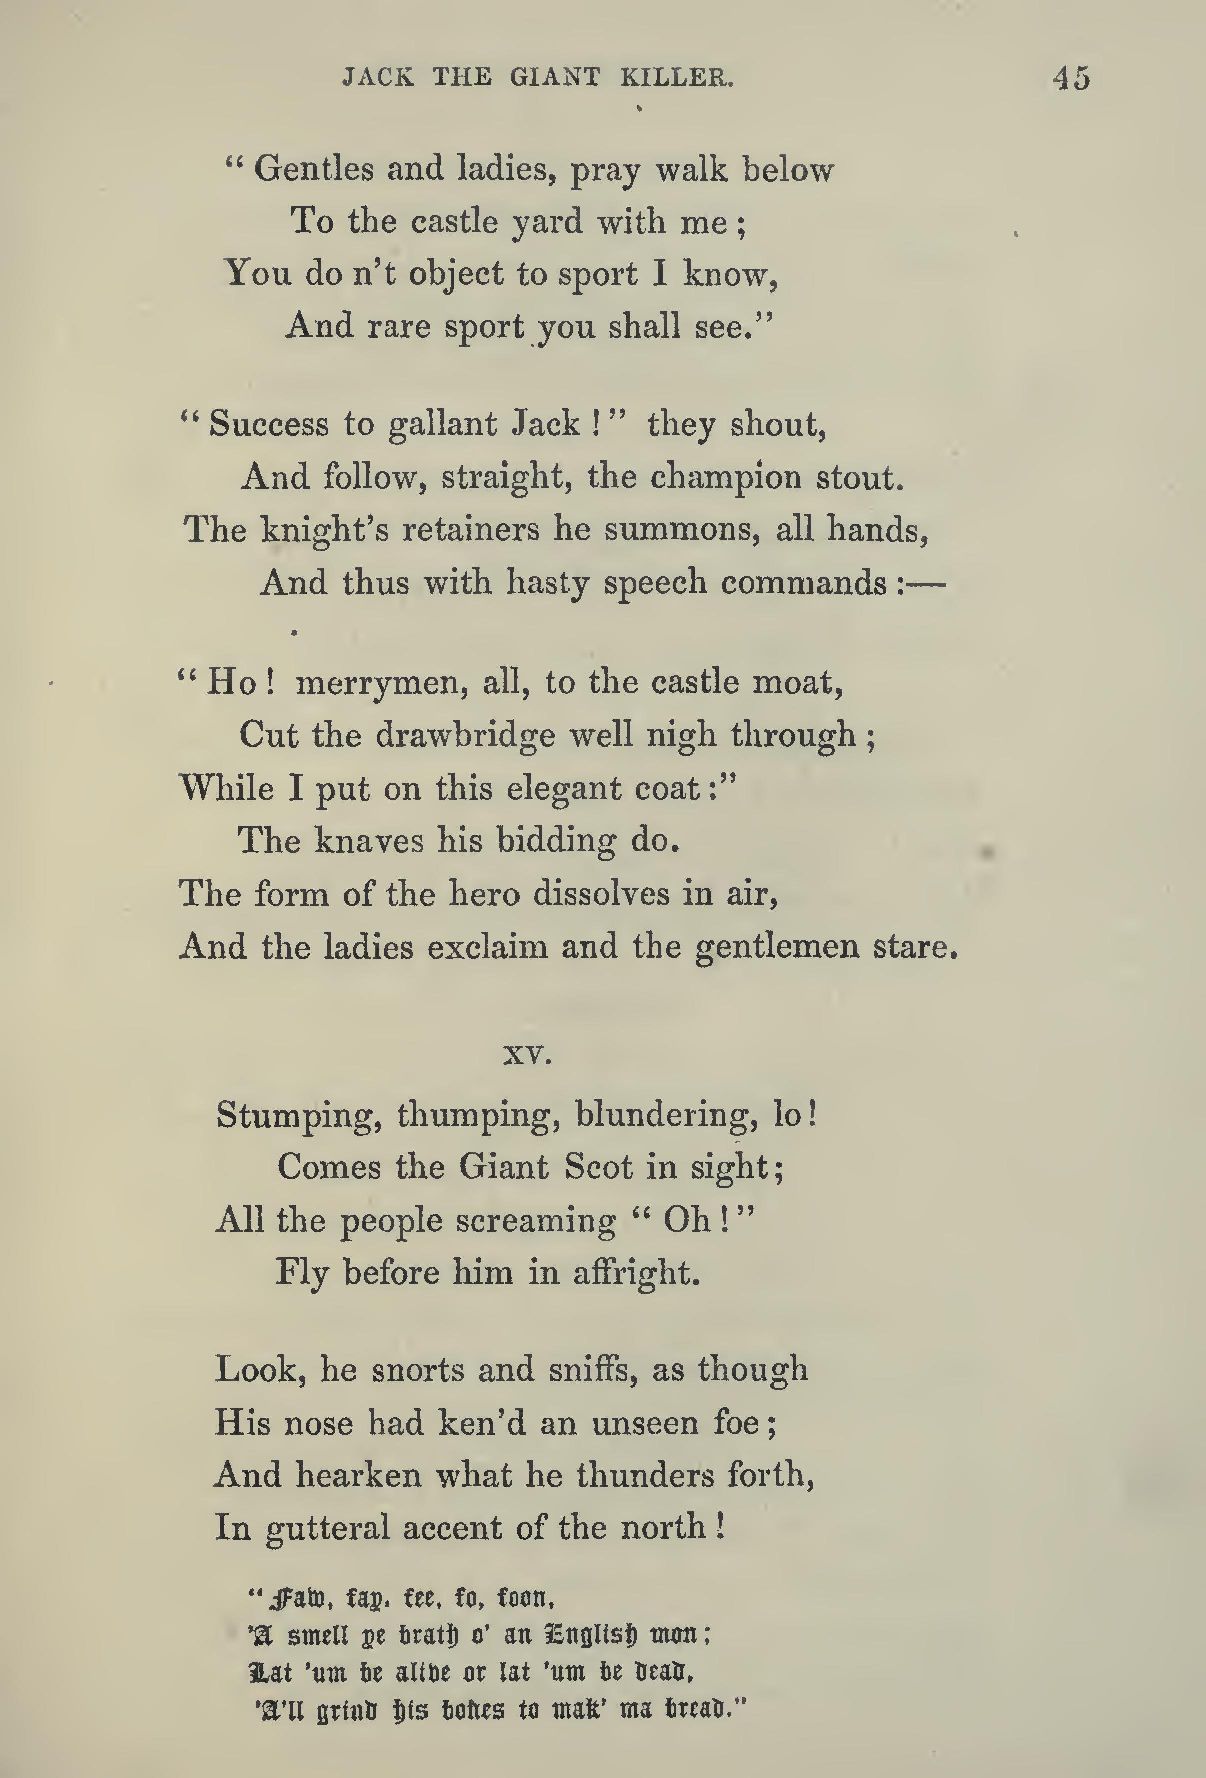 JACK THE GIANT KILLER. 45
“ Gentles and ladies, pray walk below
To the castle yard with me ;
You do n’t object to sport I know,
And rare sport you shall see.”
“ Success to gallant Jack ! ” they shout,
And follow, straight, the champion stout.
The knight’s retainers he summons, all hands,
And thus with hasty speech commands :—
“ Ho ! merrymen, all, to the castle moat,
Cut the drawbridge well nigh through ;
While I put on this elegant coat :”
The knaves his bidding do.
The form of the hero dissolves in air,
And the ladies exclaim and the gentlemen stare.
XV.
Stumping, thumping, blundering, lo !
Comes the Giant Scot in sight ;
All the people screaming “ Oh ! ”
Fly before him in affright.
Look, he snorts and sniffs, as though
His nose had ken’d an unseen foe ;
And hearken what he thunders forth,
In gutteral accent of the north !
“ Faw, fay, fee, fo, foon,
’A smell ye brath o’ an English mon ;
Lat ’um be alive or lat ’um be dead,
’A’ll grind his bones to mak’ ma bread.”